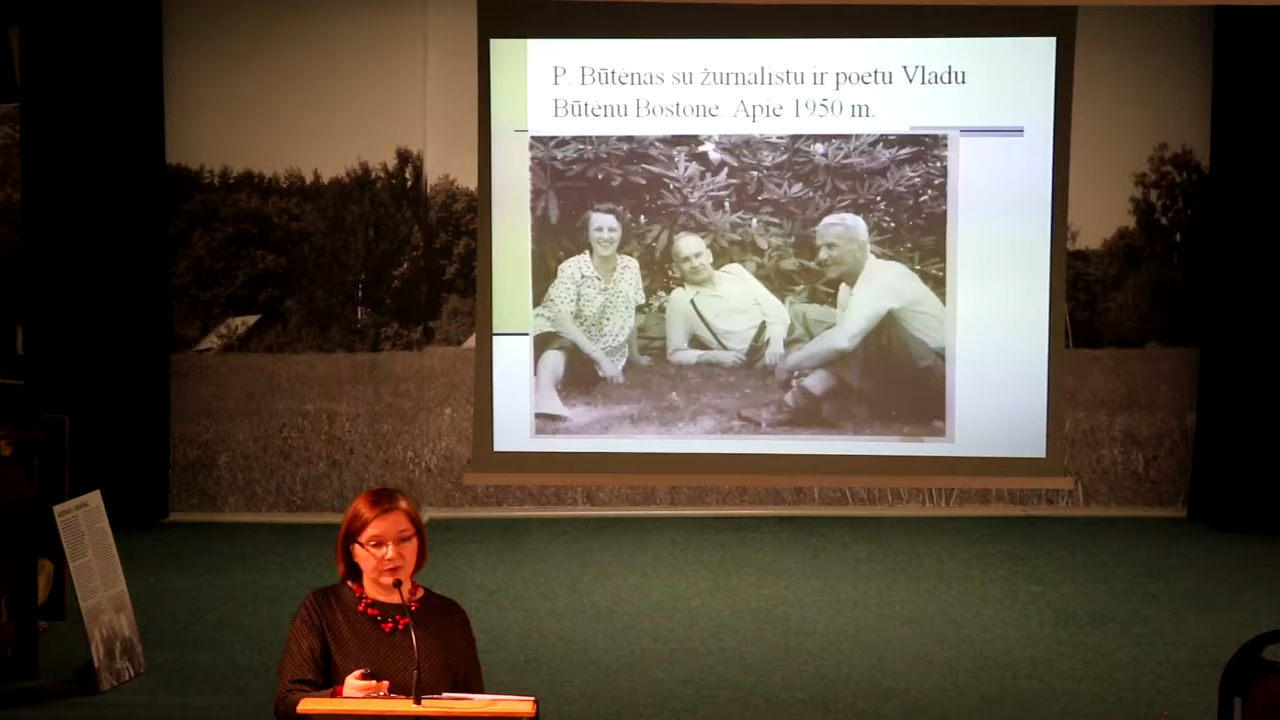 P. Būtėnas su žurnalistu ir poetu Vladu
Būtėnu Bostone. Apie 1950 m.